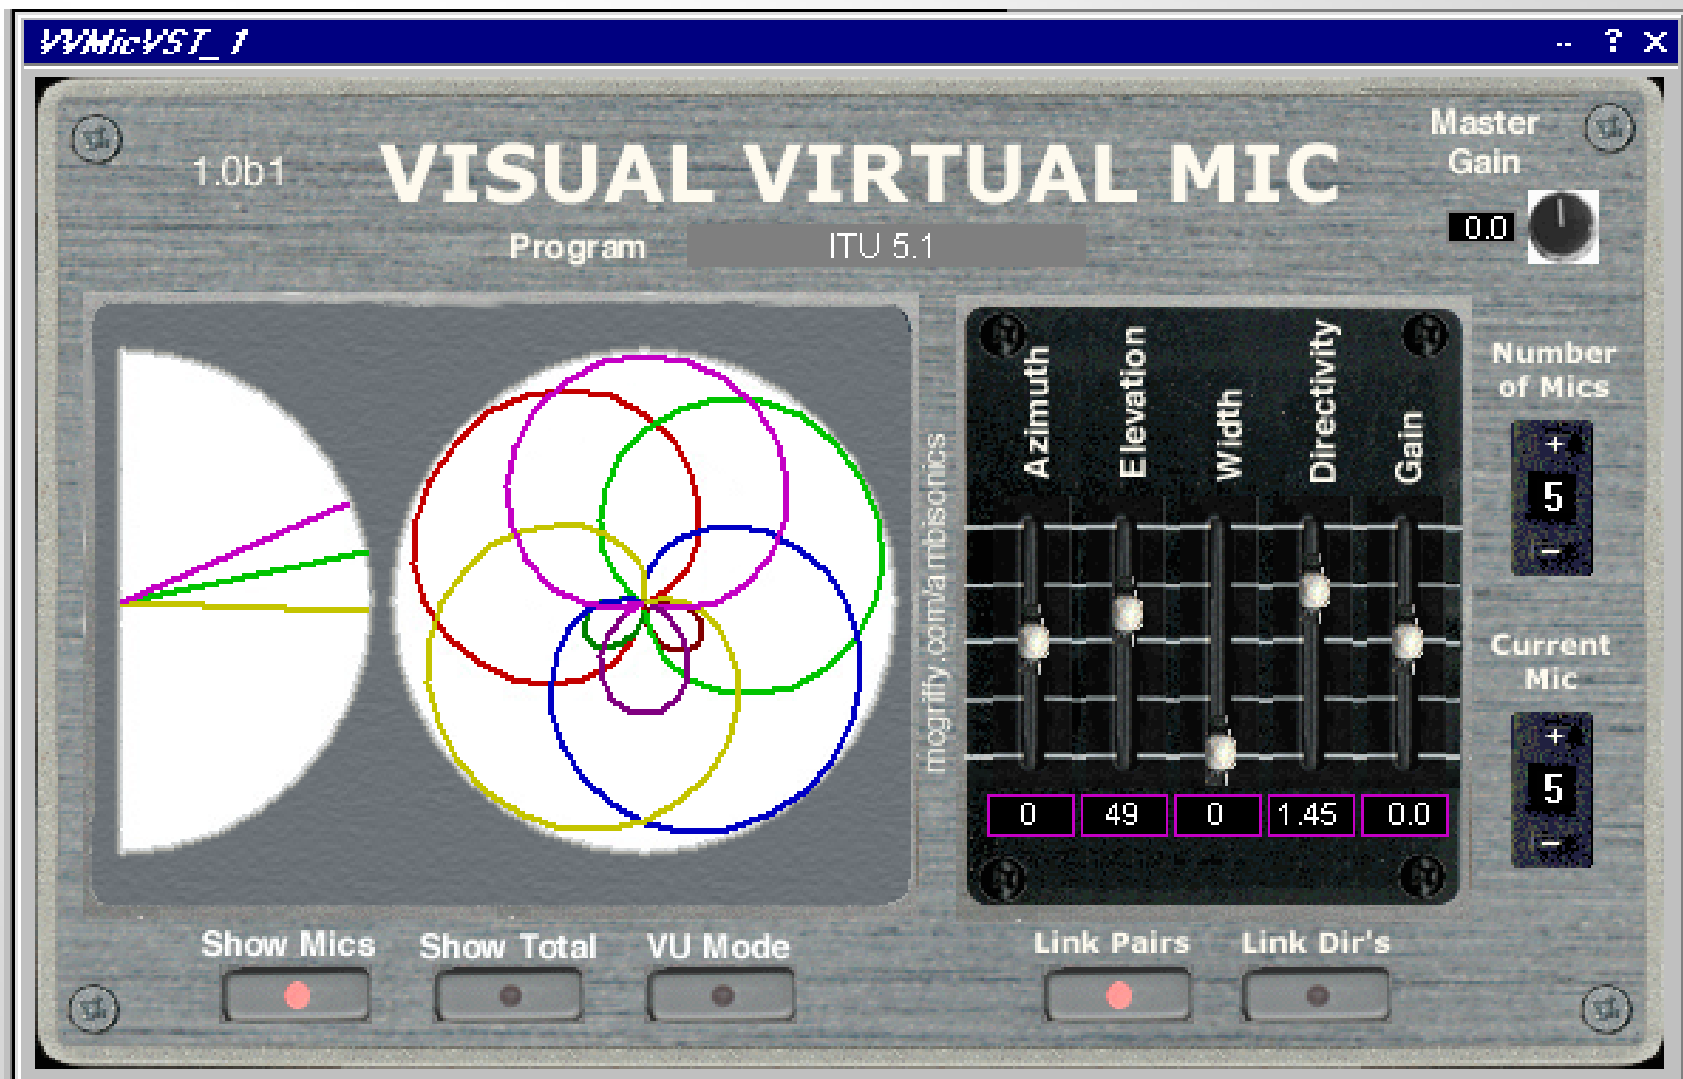 VVMicVST_1
-- ? X
Master
Gain
1.0b1
VISUAL VIRTUAL MIC
0.0
Program
ITU 5.1
mcgriffy.com/ambisonics
Azimuth
Elevation
Width
Directivity
Gain
0
49
0
1.45
0.0
Number
of Mics
+
5
-
Current
Mic
+
5
-
Show Mics
Show Total
VU Mode
Link Pairs
Link Dir's